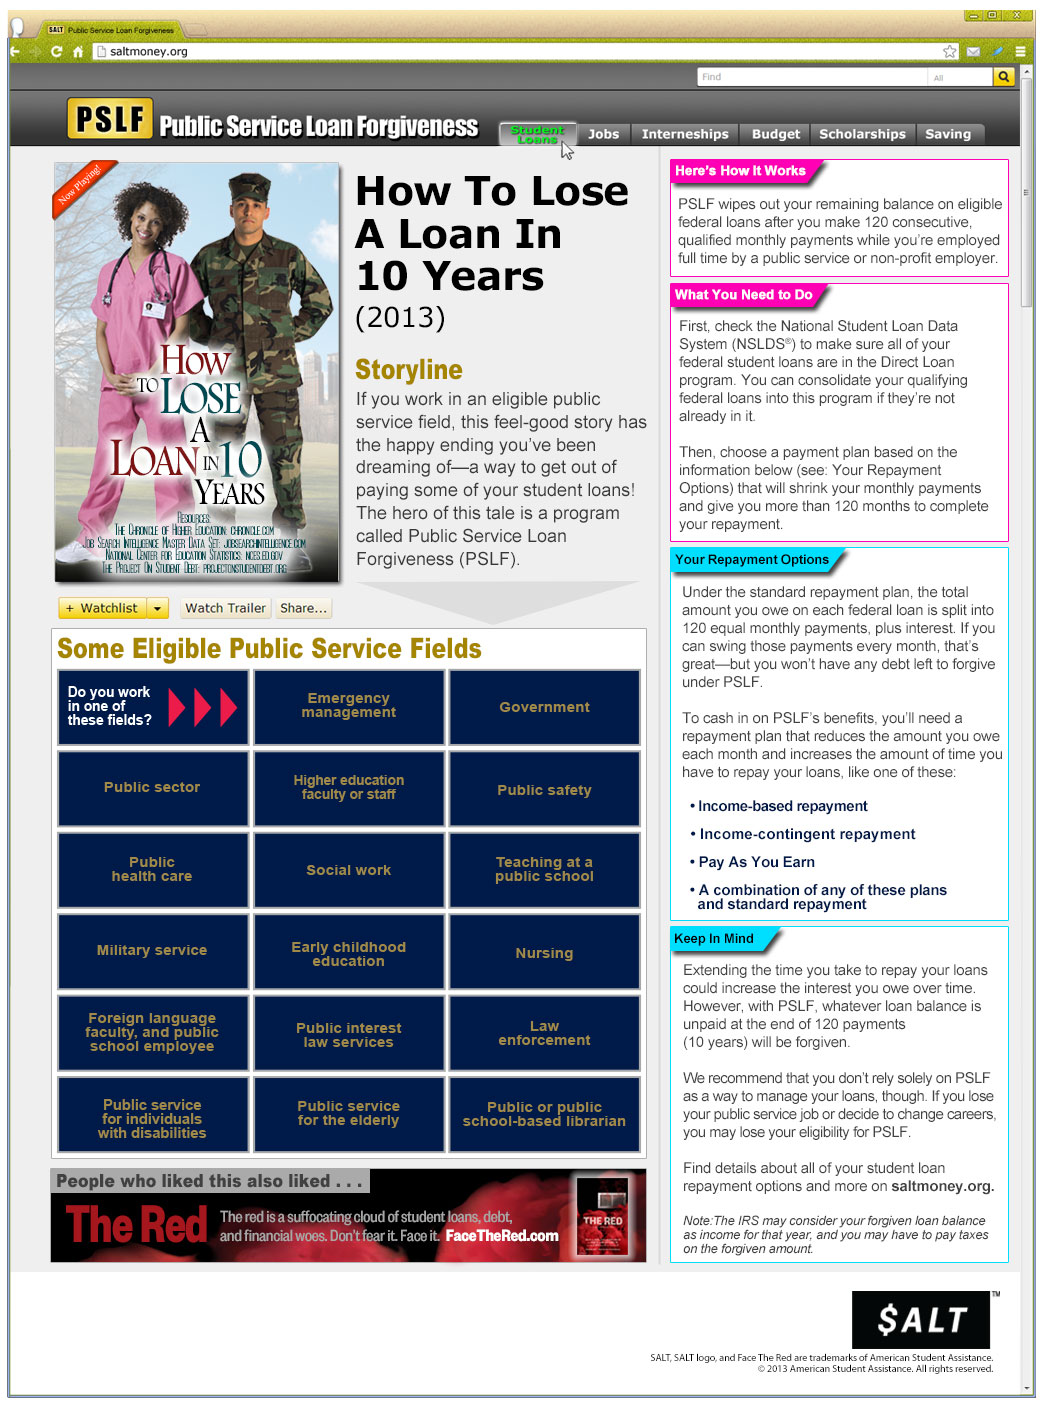 SALT Public Service Loan Forgiveness
saltmoney.org
Find
All
PSLF Public Service Loan Forgiveness
Student
Loans
Jobs
Interneships
Budget
Scholarships
Saving
Now Playing!
How
to Lose
A
Loan in 10
Years
Resources:
The Chronicle of Higher Education: chronicle.com
Job Search Intelligence Master Data Set: jobsearchintelligence.com
National Center for Education Statistics: nces.ed.gov
The Project On Student Debt: projectonstudentdebt.org
+ Watchlist
Watch Trailer
Share...
How To Lose
A Loan In
10 Years
(2013)
Storyline
If you work in an eligible public
service field, this feel-good story has
the happy ending you've been
dreaming of—a way to get out of
paying some of your student loans!
The hero of this tale is a program
called Public Service Loan
Forgiveness (PSLF).
Some Eligible Public Service Fields
Do you work
in one of
these fields?
Emergency
management
Government
Public sector
Higher education
faculty or staff
Public safety
Public
health care
Social work
Teaching at a
public school
Military service
Early childhood
education
Nursing
Foreign language
faculty, and public
school employee
Public interest
law services
Law
enforcement
Public service
for individuals
with disabilities
Public service
for the elderly
Public or public
school-based librarian
People who liked this also liked . . .
The Red
The red is a suffocating cloud of student loans, debt,
and financial woes. Don't fear it. Face it. FaceTheRed.com
THE RED
Here's How It Works
PSLF wipes out your remaining balance on eligible
federal loans after you make 120 consecutive,
qualified monthly payments while you're employed
full time by a public service or non-profit employer.
What You Need to Do
First, check the National Student Loan Data
System (NSLDS®) to make sure all of your
federal student loans are in the Direct Loan
program. You can consolidate your qualifying
federal loans into this program if they're not
already in it.
Then, choose a payment plan based on the
information below (see: Your Repayment
Options) that will shrink your monthly payments
and give you more than 120 months to complete
your repayment.
Your Repayment Options
Under the standard repayment plan, the total
amount you owe on each federal loan is split into
120 equal monthly payments, plus interest. If you
can swing those payments every month, that's
great—but you won't have any debt left to forgive
under PSLF.
To cash in on PSLF's benefits, you'll need a
repayment plan that reduces the amount you owe
each month and increases the amount of time you
have to repay your loans, like one of these:
• Income-based repayment
• Income-contingent repayment
• Pay As You Earn
• A combination of any of these plans
and standard repayment
Keep In Mind
Extending the time you take to repay your loans
could increase the interest you owe over time.
However, with PSLF, whatever loan balance is
unpaid at the end of 120 payments
(10 years) will be forgiven.
We recommend that you don't rely solely on PSLF
as a way to manage your loans, though. If you lose
your public service job or decide to change careers,
you may lose your eligibility for PSLF.
Find details about all of your student loan
repayment options and more on saltmoney.org.
Note:The IRS may consider your forgiven loan balance
as income for that year, and you may have to pay taxes
on the forgiven amount.
$ALT TM
SALT, SALT logo, and Face The Red are trademarks of American Student Assistance.
© 2013 American Student Assistance. All rights reserved.